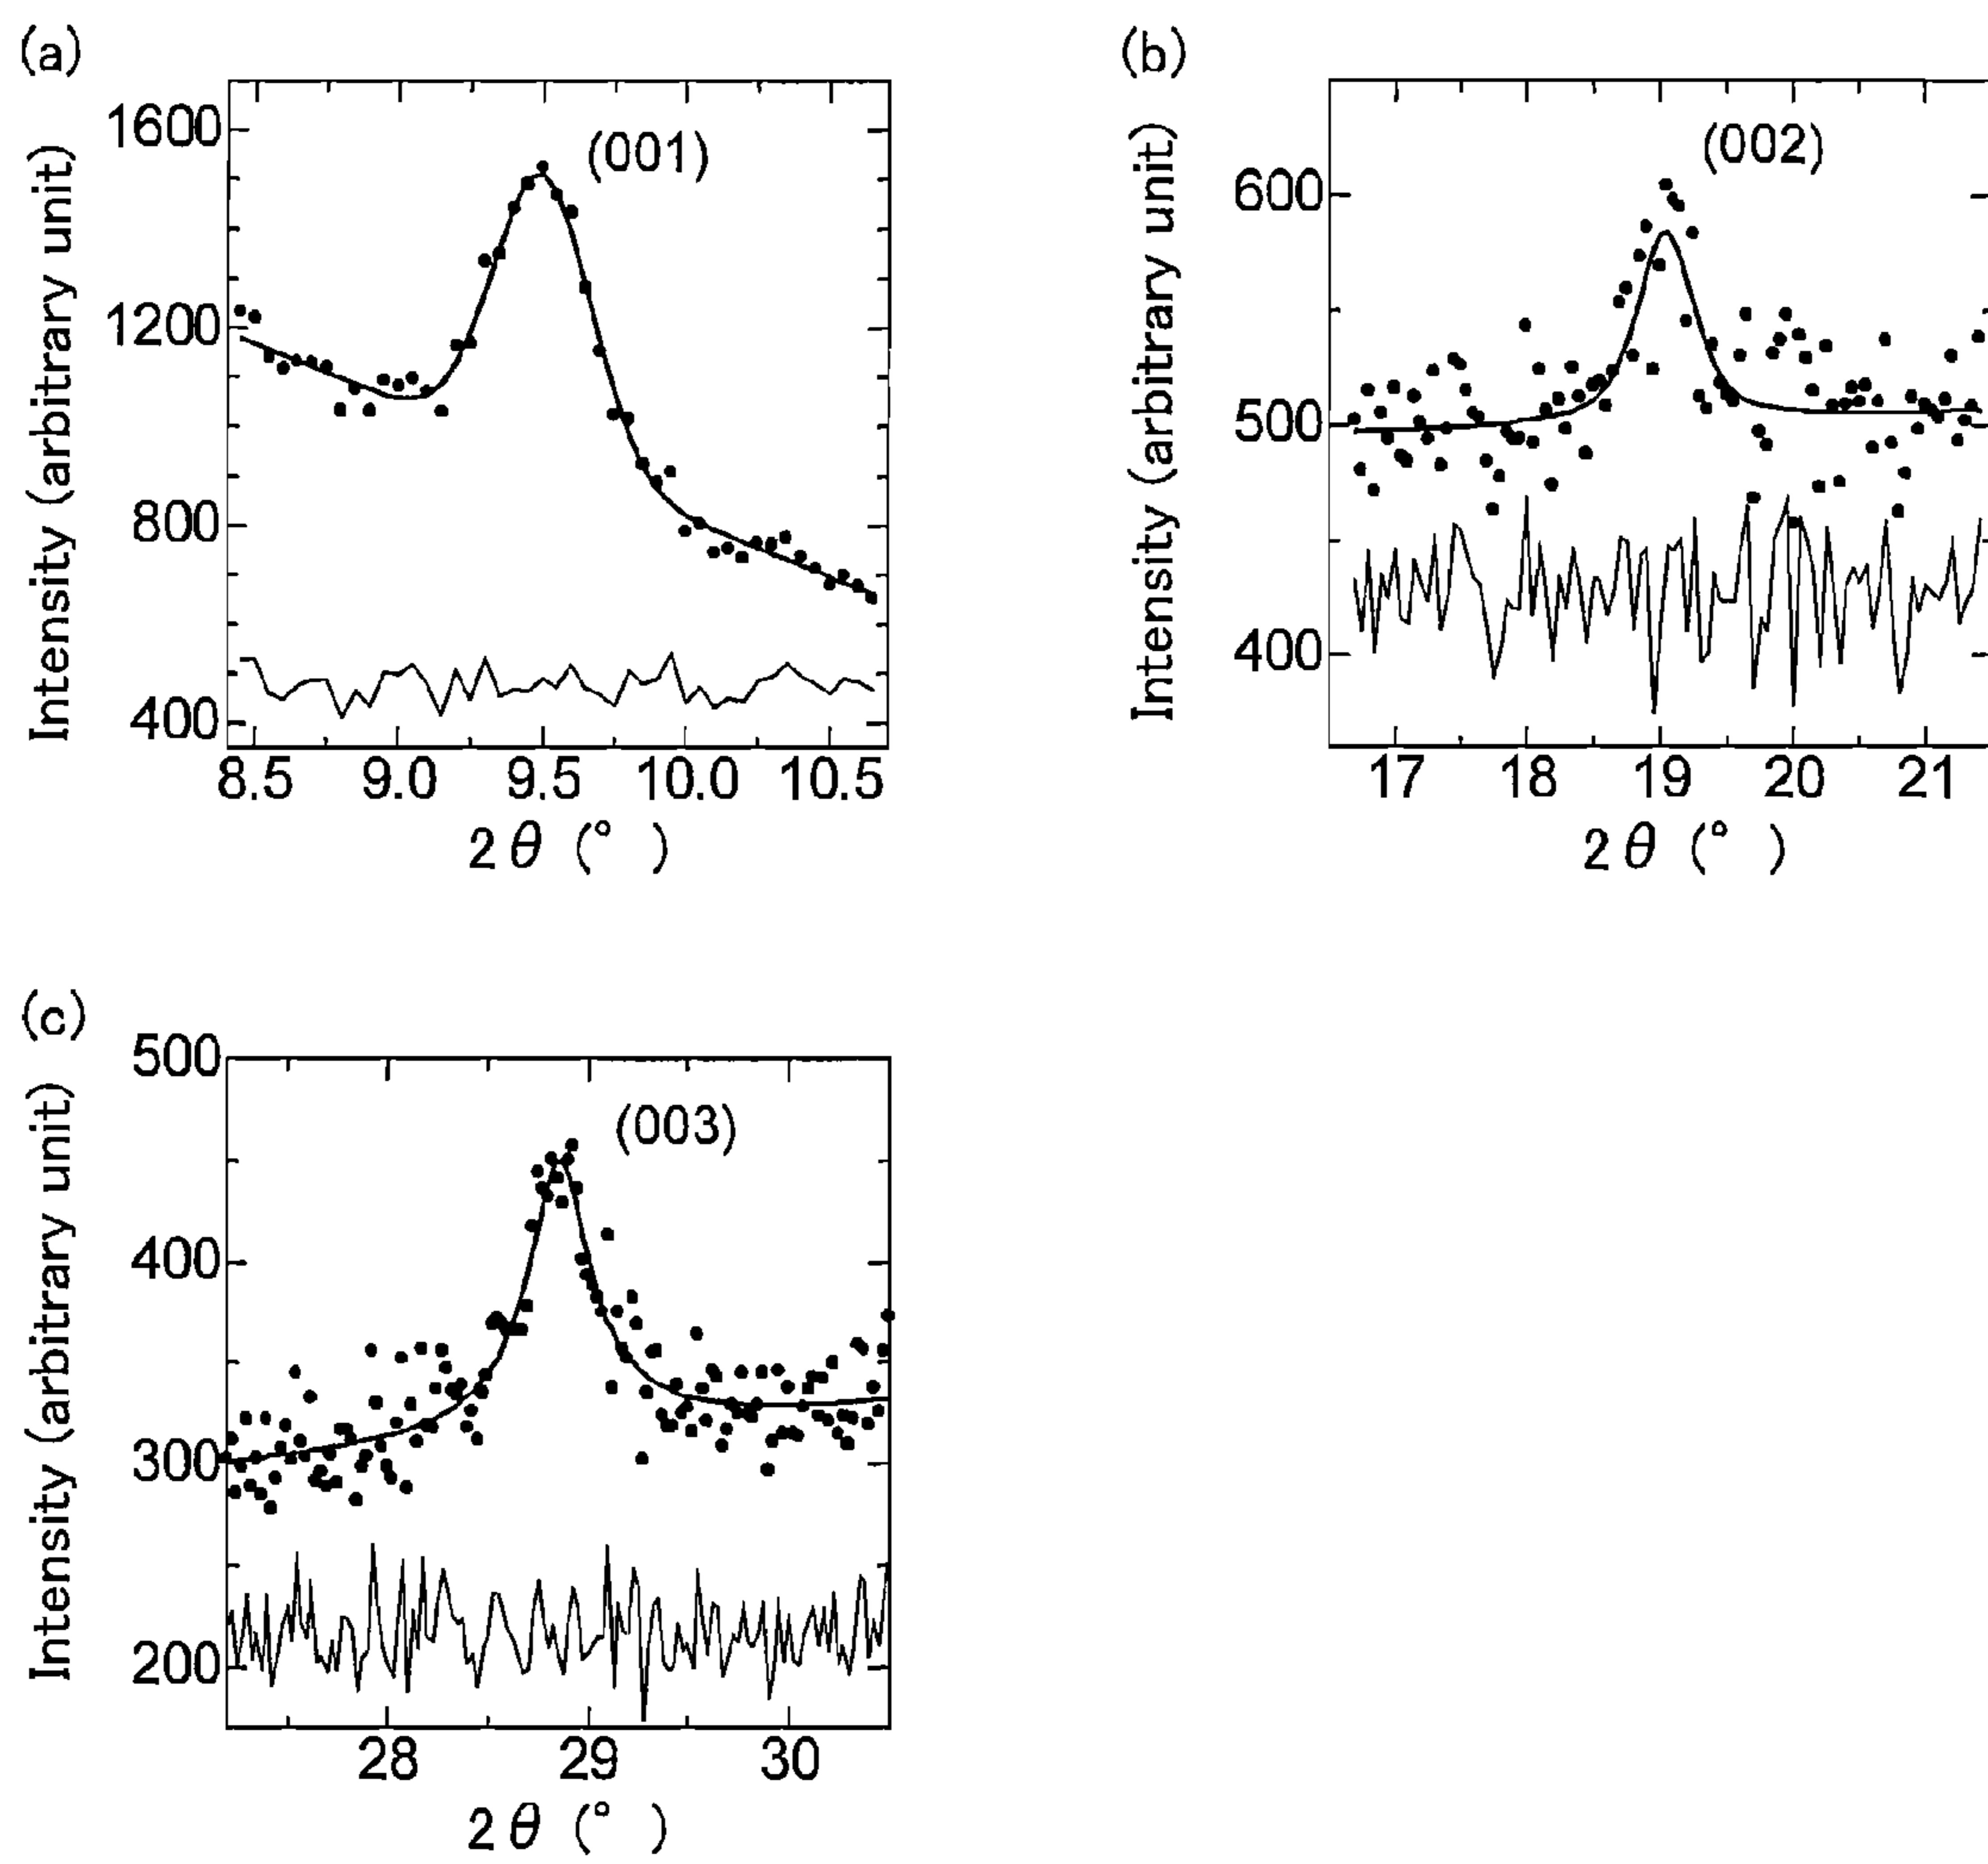 (a)
Intensity (arbitrary unit)
1600
1200
800
400
(001)
8.5 9.0 9.5 10.0 10.5
2θ (° )
(b)
Intensity (arbitrary unit)
600
500
400
(002)
17 18 19 20 21
2θ (° )
(c)
Intensity (arbitrary unit)
500
400
300
200
(003)
28 29 30
2θ (° )